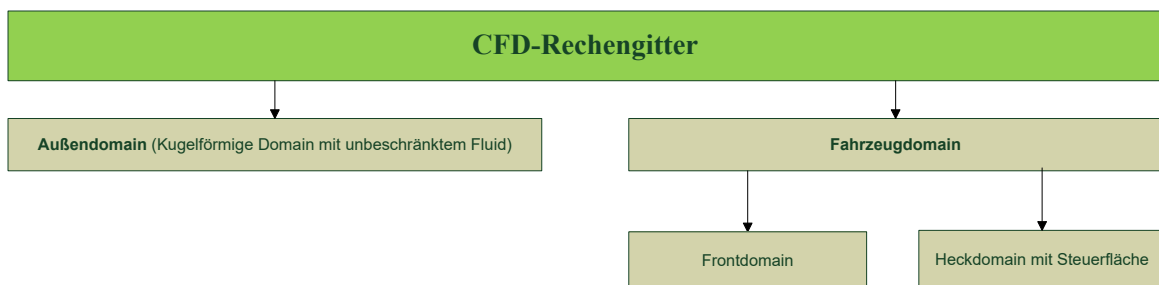 CFD-Rechengitter
Außendomain (Kugelförmige Domain mit unbeschränktem Fluid)
Fahrzeugdomain
Frontdomain
Heckdomain mit Steuerfläche